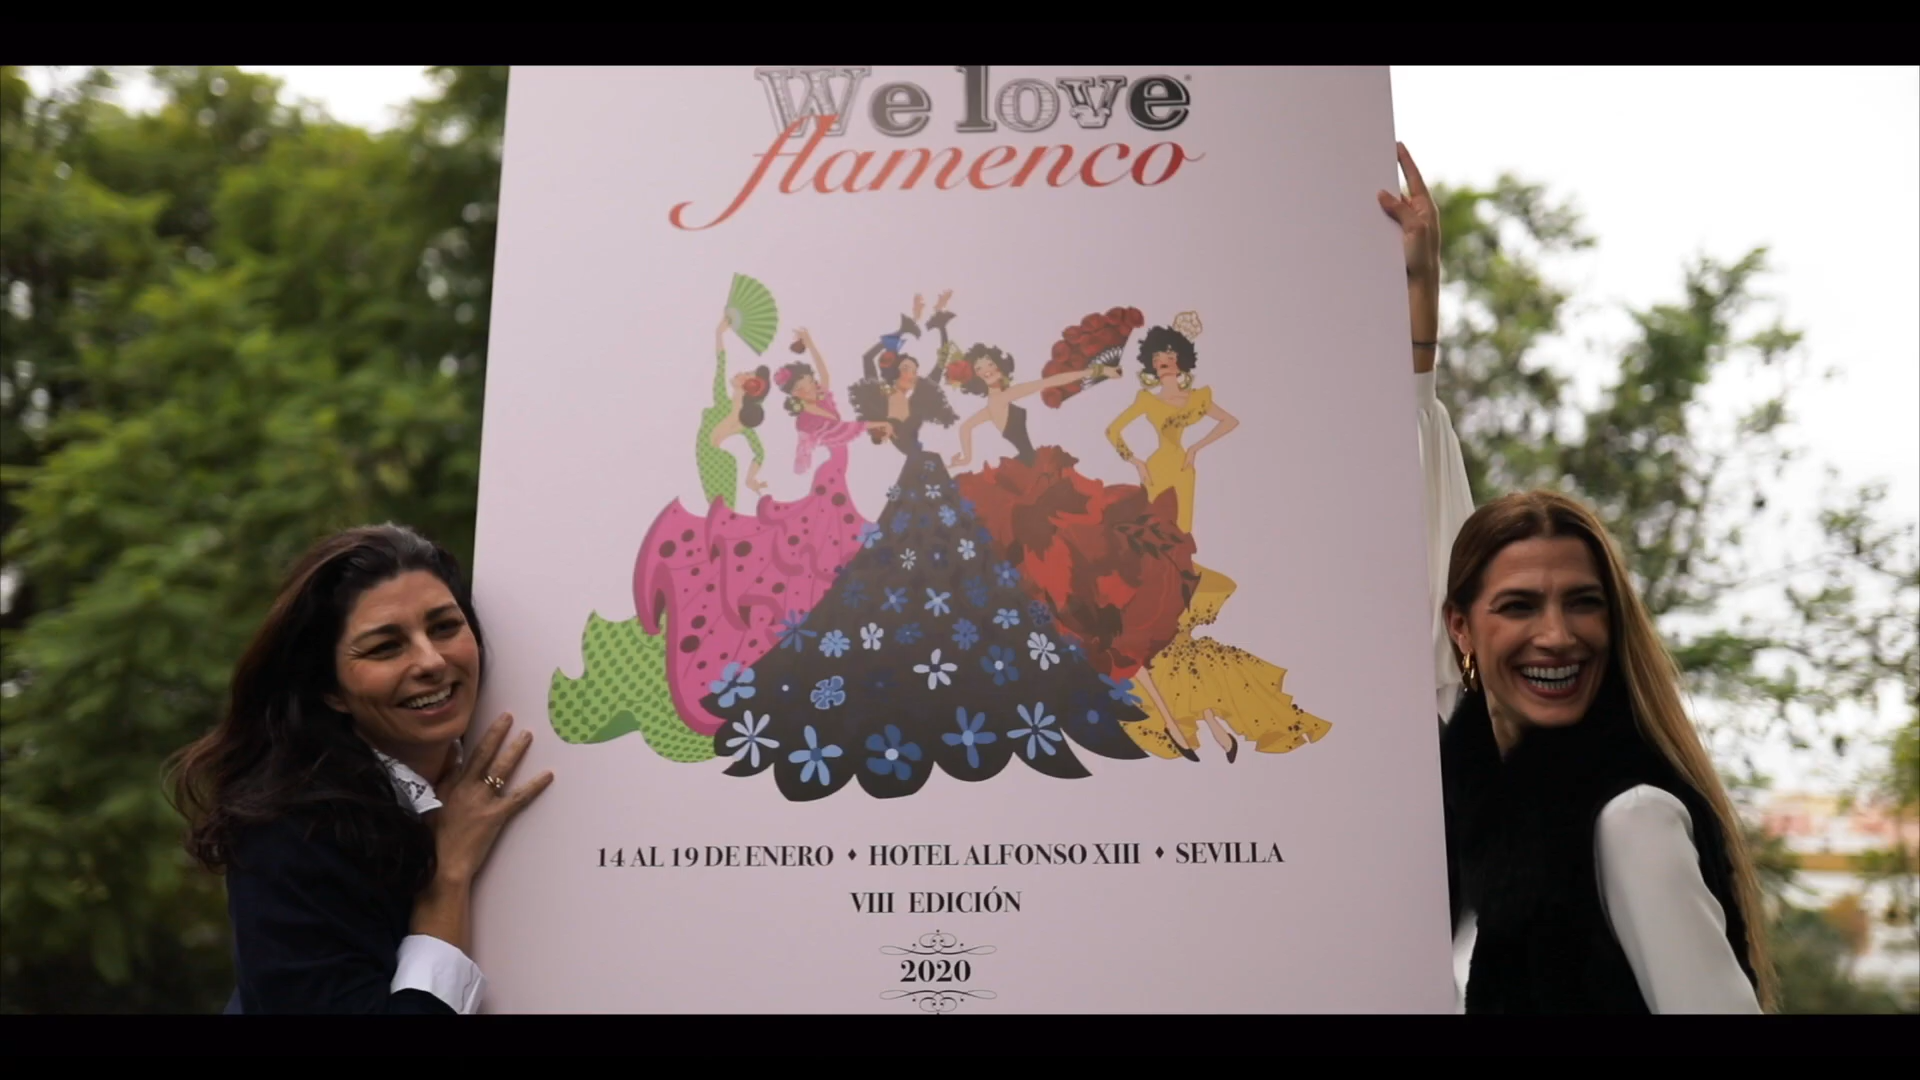 We love
flamenco
14 AL 19 DE ENERO ♦ HOTEL ALFONSO XIII ♦ SEVILLA
VIII EDICIÓN
2020